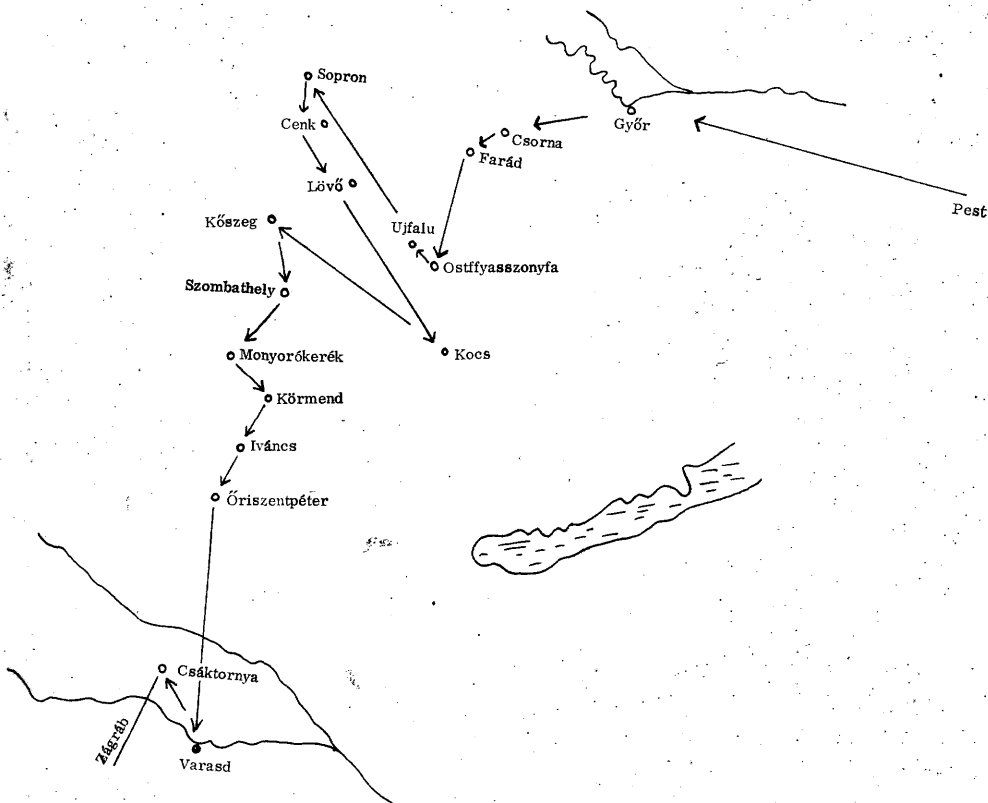 Sopron
Cenk
Győr
Csorna
Farád
Lövő
Pest
Kőszeg
Ujfalu
Ostffyasszonyfa
Szombathely
Monyorókerék
Kocs
Körmend
Iváncs
Őriszentpéter
Csáktornya
Zágráb
Varasd